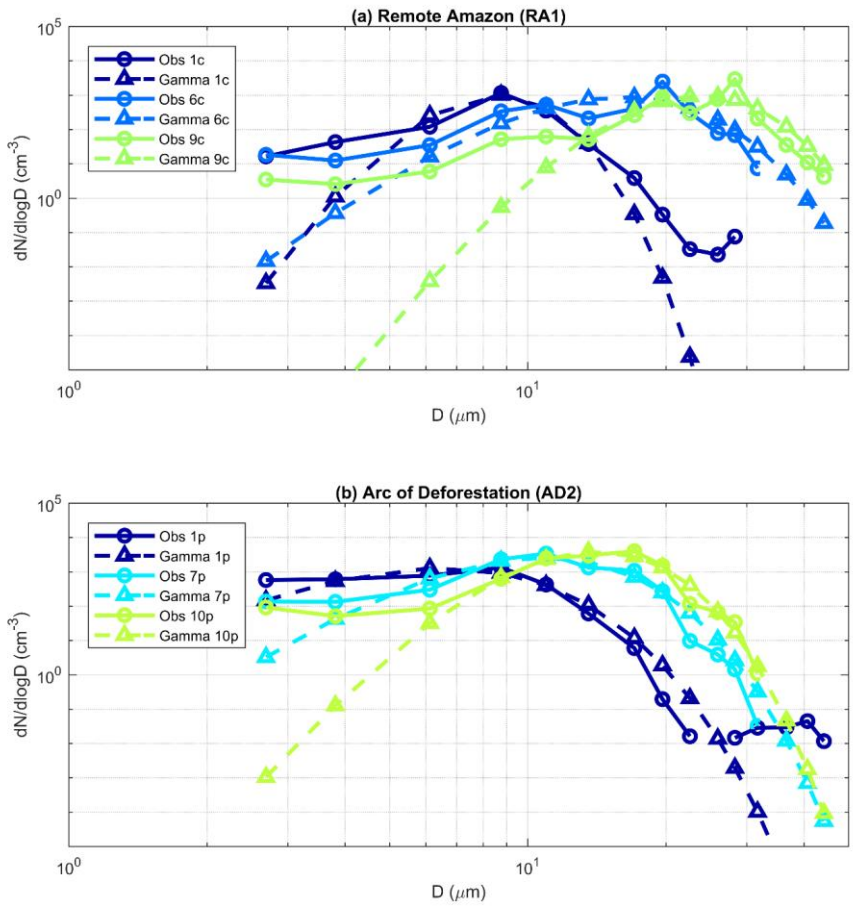 (a) Remote Amazon (RA1)
10^5
Obs 1c
Gamma 1c
Obs 6c
Gamma 6c
Obs 9c
Gamma 9c
dN/dlogD (cm^-3)
10^0
10^0
10^1
D (μm)
(b) Arc of Deforestation (AD2)
10^5
Obs 1p
Gamma 1p
Obs 7p
Gamma 7p
Obs 10p
Gamma 10p
dN/dlogD (cm^-3)
10^0
10^0
10^1
D (μm)